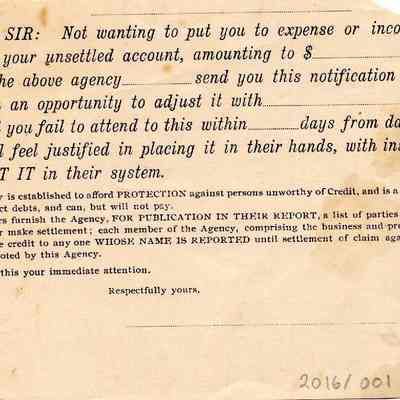 SIR: Not wanting to put you to expense or inco
your unsettled account, amounting to $
he above agency send you this notification
n an opportunity to adjust it with
you fail to attend to this within days from da
l feel justified in placing it in their hands, with in
T IT in their system.
y is established to afford PROTECTION against persons unworthy of Credit, and is a
ct debts, and can, but will not pay.
es furnish the Agency, FOR PUBLICATION IN THEIR REPORT, a list of parties
r make settlement; each member of the Agency, comprising the business and pr
e credit to any one WHOSE NAME IS REPORTED until settlement of claim aga
oted by this Agency.
this your immediate attention.
Respectfully yours,
2016/001